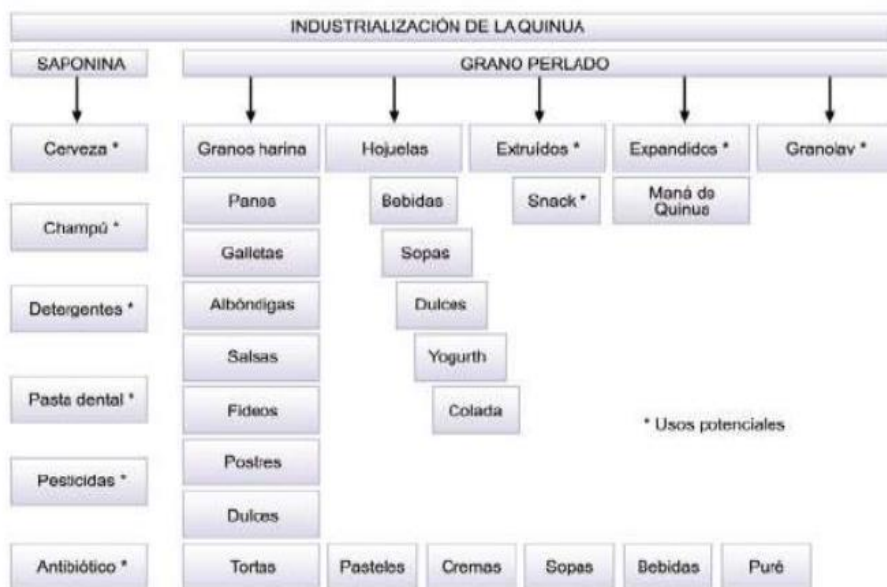 INDUSTRIALIZACIÓN DE LA QUINUA
SAPONINA
GRANO PERLADO
Cerveza *
Granos harina
Hojuelas
Extruídos *
Expandidos *
Granolav *
Panes
Bebidas
Snack *
Maná de
Quinua
Champú *
Galletas
Sopas
Detergentes *
Albóndigas
Dulces
Salsas
Yogurth
Pasta dental *
Fideos
Colada
* Usos potenciales
Postres
Pesticidas *
Dulces
Antibiótico *
Tortas
Pasteles
Cremas
Sopas
Bebidas
Puré